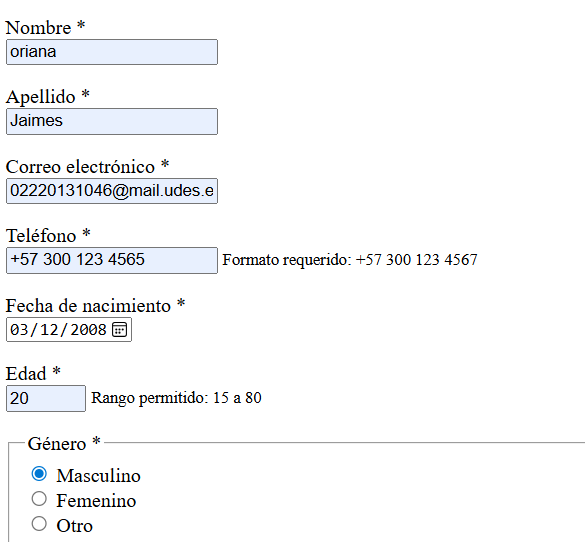 Nombre *
oriana
Apellido *
Jaimes
Correo electrónico *
02220131046@mail.udes.e
Teléfono *
+57 300 123 4565 Formato requerido: +57 300 123 4567
Fecha de nacimiento *
03/12/2008
Edad *
20 Rango permitido: 15 a 80
Género *
Masculino
Femenino
Otro